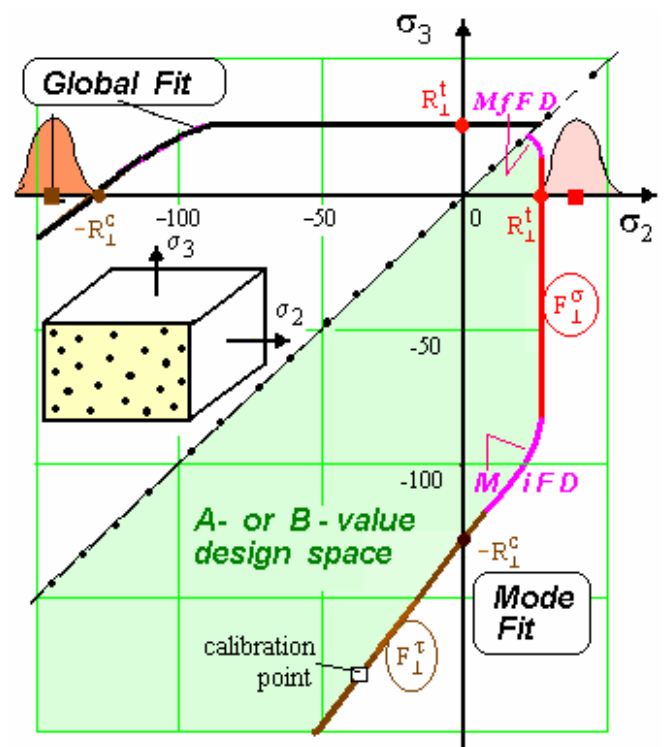 σ₃
Global Fit
R⊥ᵗ
MfFD
-R⊥ᶜ
-100
-50
0
R⊥ᵗ
σ₂
σ₃
σ₂
F⊥^σ
-50
-100
M iFD
A- or B-value
design space
-R⊥ᶜ
Mode
Fit
calibration
point
F⊥^τ